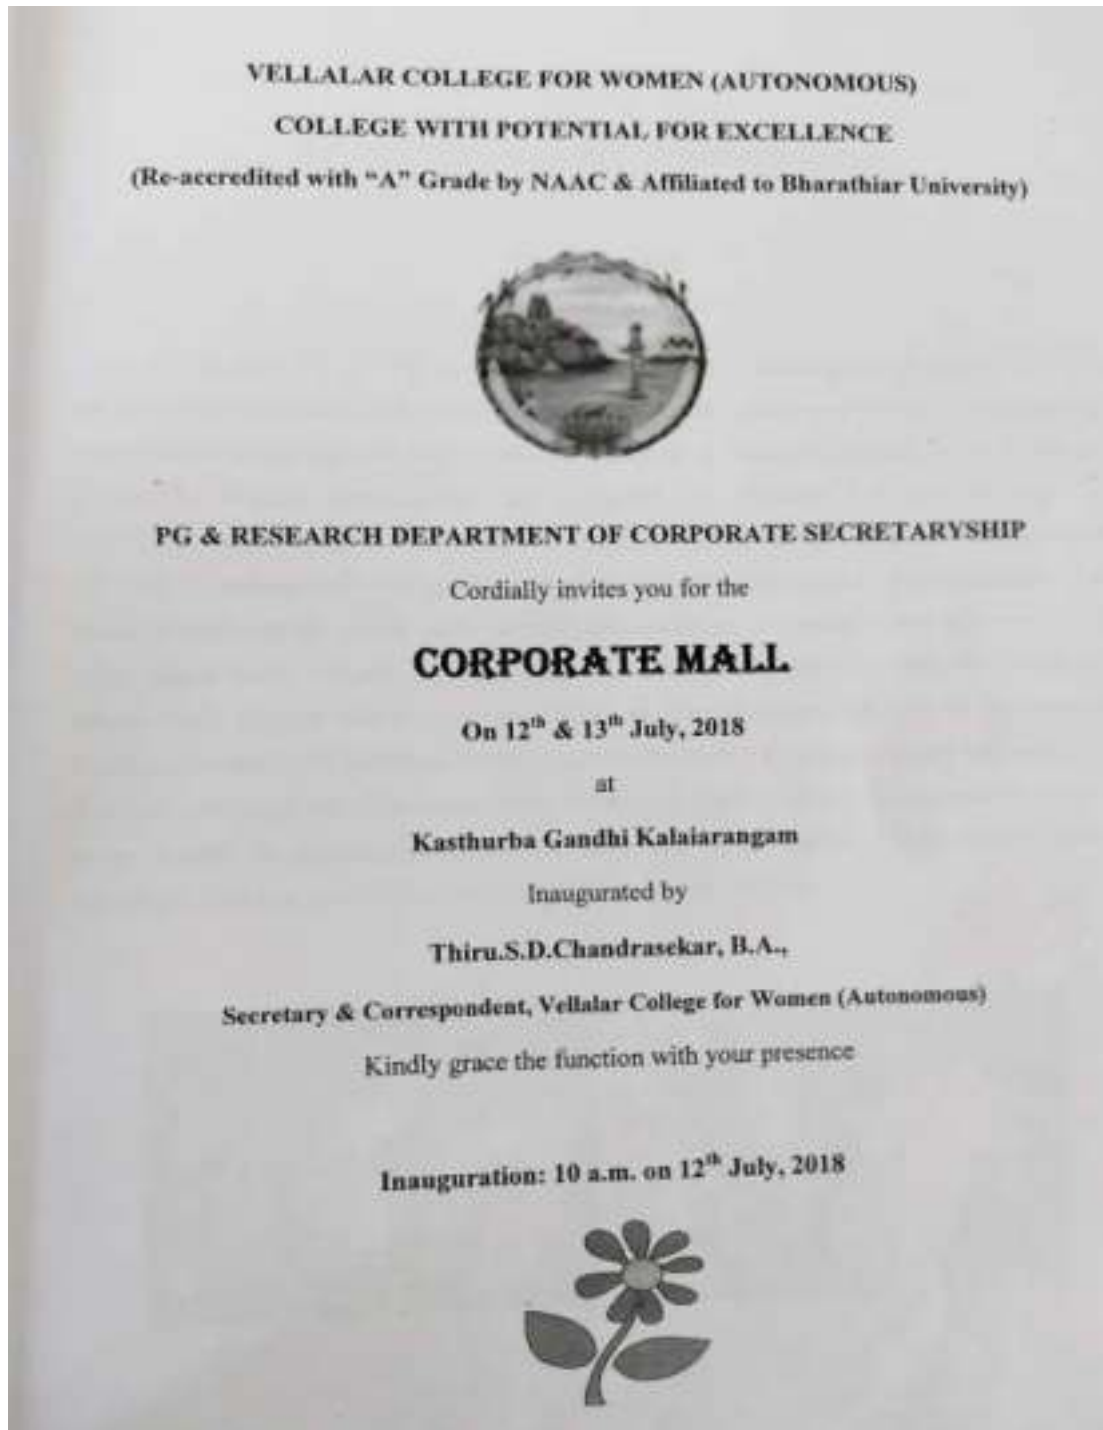 VELLALAR COLLEGE FOR WOMEN (AUTONOMOUS)
COLLEGE WITH POTENTIAL FOR EXCELLENCE
(Re-accredited with “A” Grade by NAAC & Affiliated to Bharathiar University)
PG & RESEARCH DEPARTMENT OF CORPORATE SECRETARYSHIP
Cordially invites you for the
CORPORATE MALL
On 12th & 13th July, 2018
at
Kasthurba Gandhi Kalaiarangam
Inaugurated by
Thiru.S.D.Chandrasekar, B.A.,
Secretary & Correspondent, Vellalar College for Women (Autonomous)
Kindly grace the function with your presence
Inauguration: 10 a.m. on 12th July, 2018